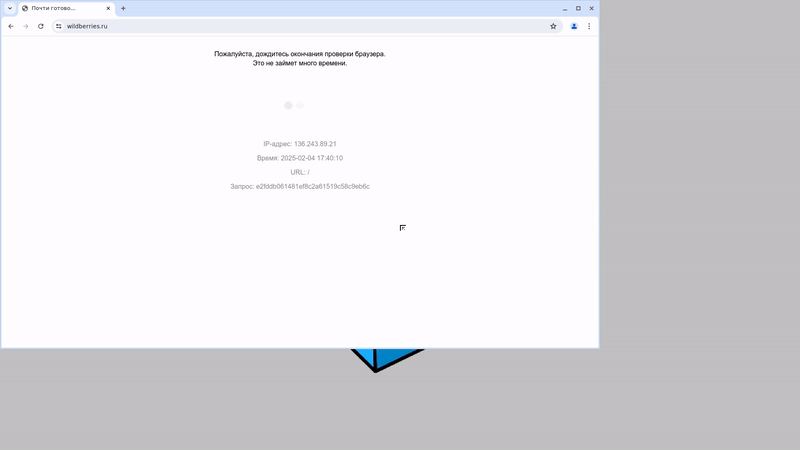 Почти готово...
wildberries.ru
Пожалуйста, дождитесь окончания проверки браузера.
Это не займет много времени.
IP-адрес: 136.243.89.21
Время: 2025-02-04 17:40:10
URL: /
Запрос: e2fddb061481ef8c2a61519c58c9eb6c